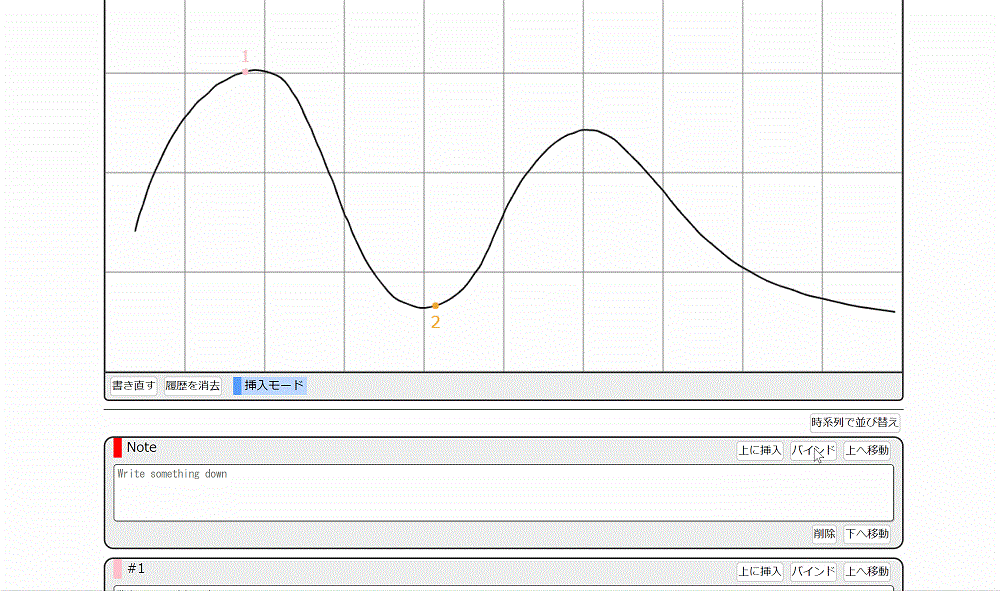 1
2
書き直す 履歴を消去 挿入モード
時系列で並び替え
Note 上に挿入 バインド 上へ移動
Write something down
削除 下へ移動
#1 上に挿入 バインド 上へ移動